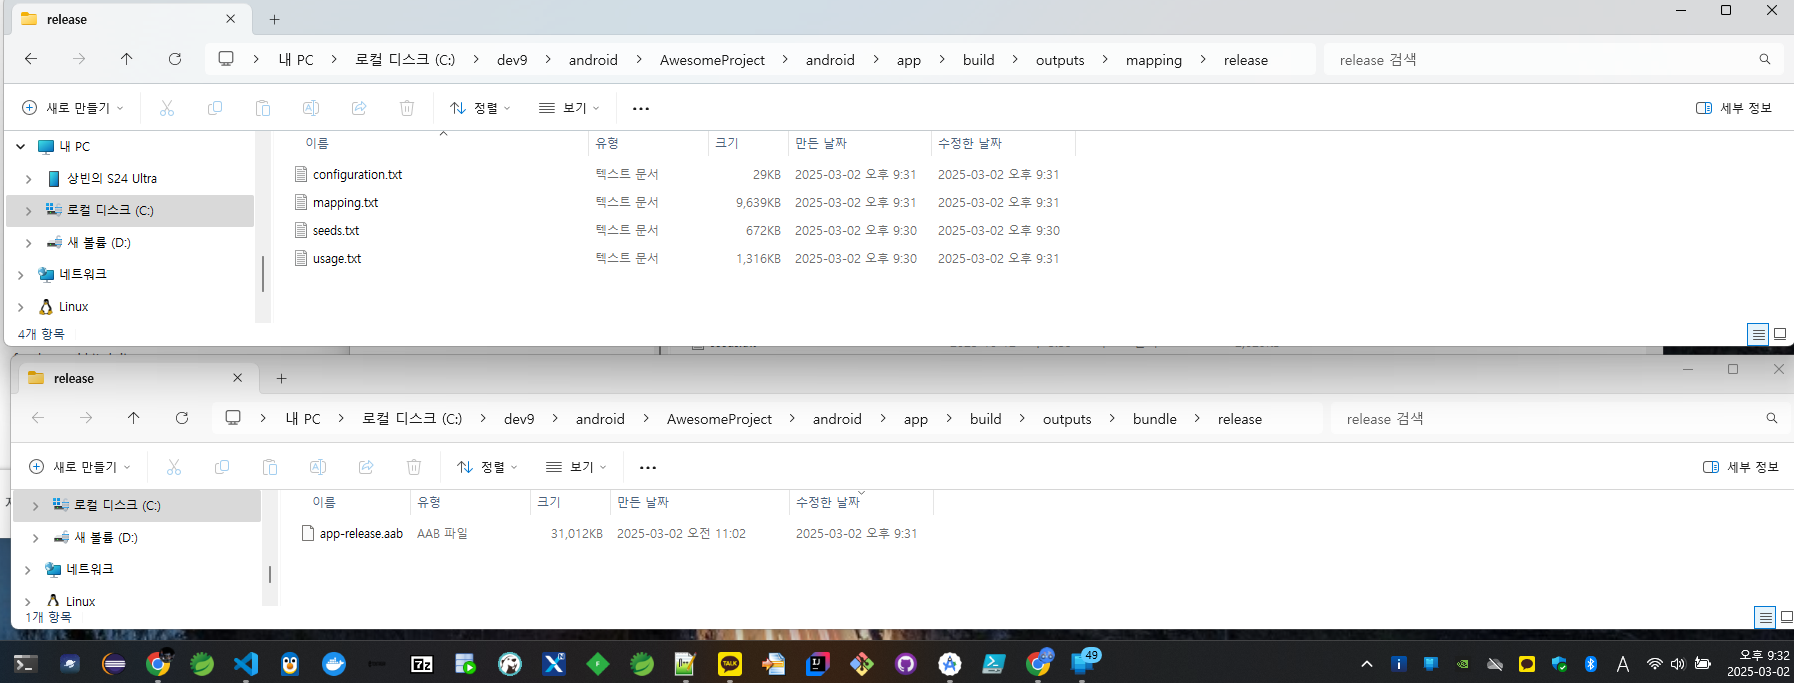 release
내 PC > 로컬 디스크 (C:) > dev9 > android > AwesomeProject > android > app > build > outputs > mapping > release
release 검색
새로 만들기
정렬
보기
세부 정보
내 PC
상빈의 S24 Ultra
로컬 디스크 (C:)
새 볼륨 (D:)
네트워크
Linux
이름 유형 크기 만든 날짜 수정한 날짜
configuration.txt 텍스트 문서 29KB 2025-03-02 오후 9:31 2025-03-02 오후 9:31
mapping.txt 텍스트 문서 9,639KB 2025-03-02 오후 9:31 2025-03-02 오후 9:31
seeds.txt 텍스트 문서 672KB 2025-03-02 오후 9:30 2025-03-02 오후 9:30
usage.txt 텍스트 문서 1,316KB 2025-03-02 오후 9:30 2025-03-02 오후 9:31
4개 항목
release
내 PC > 로컬 디스크 (C:) > dev9 > android > AwesomeProject > android > app > build > outputs > bundle > release
release 검색
새로 만들기
정렬
보기
세부 정보
로컬 디스크 (C:)
새 볼륨 (D:)
네트워크
Linux
이름 유형 크기 만든 날짜 수정한 날짜
app-release.aab AAB 파일 31,012KB 2025-03-02 오전 11:02 2025-03-02 오후 9:31
1개 항목
7z
TALK
IJ
49
A
오후 9:32
2025-03-02